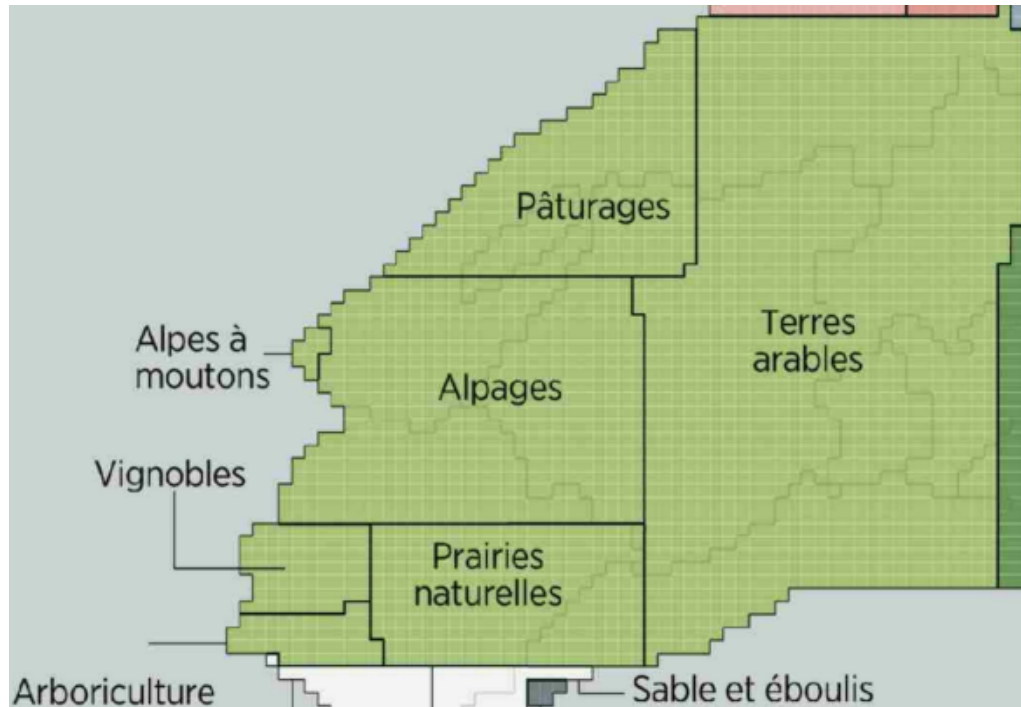 Pâturages
Terres
arables
Alpes à
moutons
Alpages
Vignobles
Prairies
naturelles
Arboriculture
Sable et éboulis